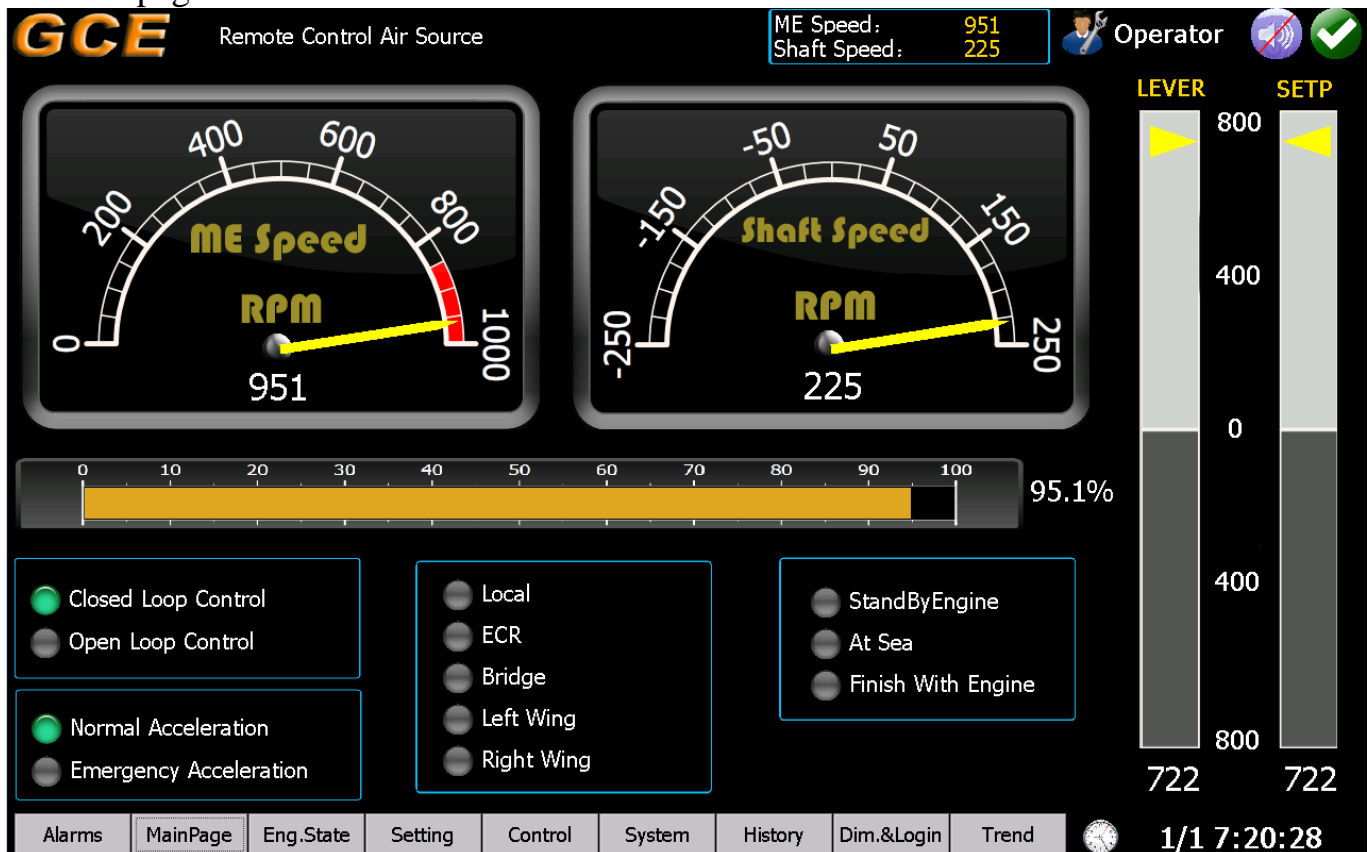 GCE
Remote Control Air Source
ME Speed: 951
Shaft Speed: 225
Operator
LEVER
SETP
0
200
400
600
800
1000
ME Speed
RPM
951
-250
-150
-50
50
150
250
Shaft Speed
RPM
225
800
400
0
400
800
722
722
0 10 20 30 40 50 60 70 80 90 100
95.1%
Closed Loop Control
Open Loop Control
Normal Acceleration
Emergency Acceleration
Local
ECR
Bridge
Left Wing
Right Wing
StandByEngine
At Sea
Finish With Engine
Alarms MainPage Eng.State Setting Control System History Dim.&Login Trend
1/1 7:20:28